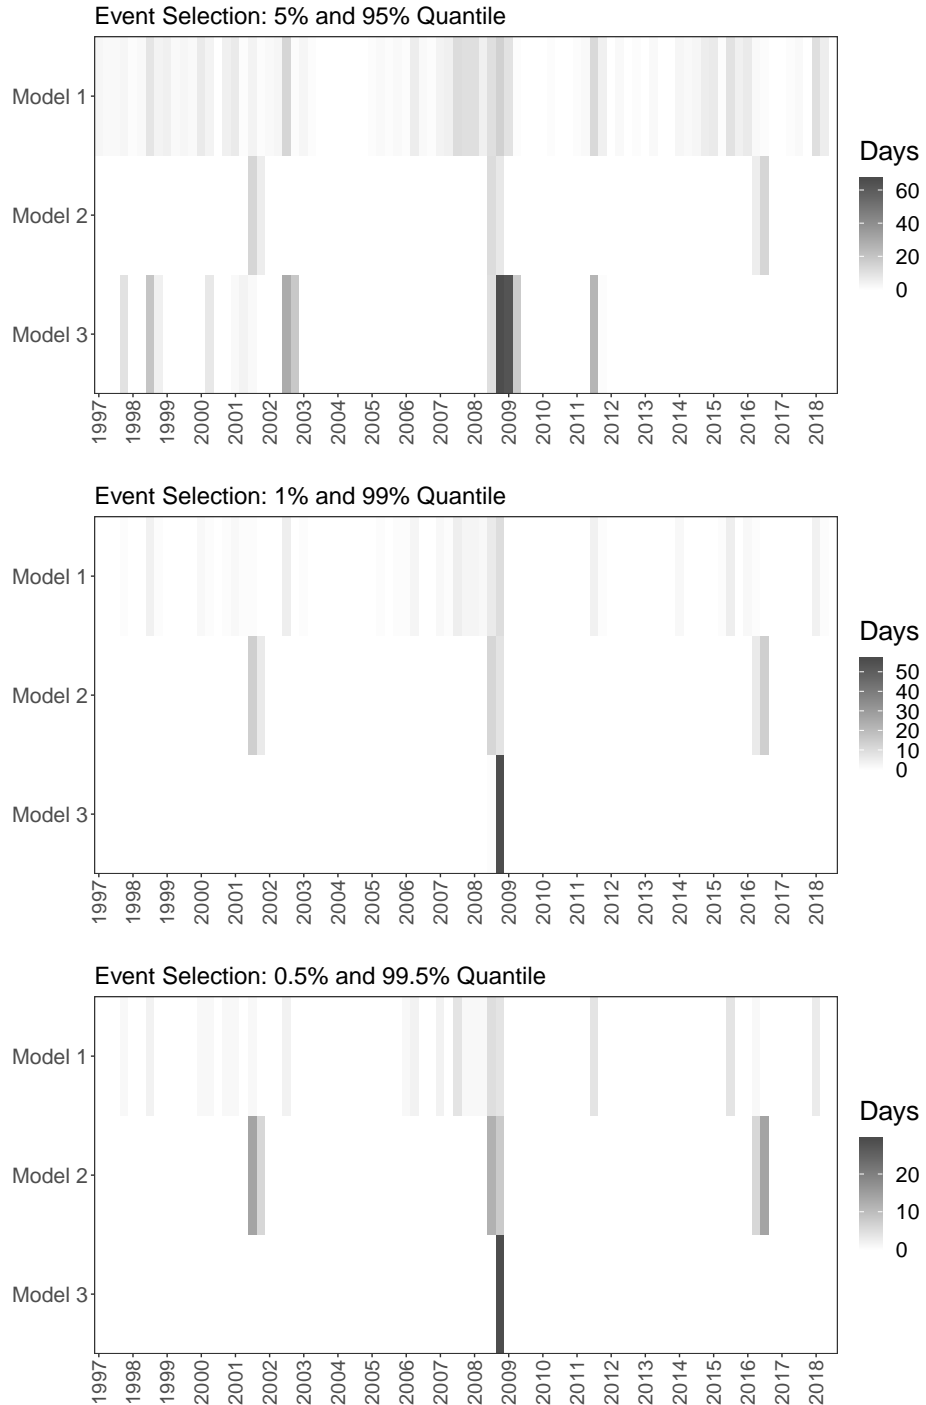 Event Selection: 5% and 95% Quantile
Model 1
Model 2
Model 3
1997 1998 1999 2000 2001 2002 2003 2004 2005 2006 2007 2008 2009 2010 2011 2012 2013 2014 2015 2016 2017 2018
Days
60
40
20
0
Event Selection: 1% and 99% Quantile
Model 1
Model 2
Model 3
1997 1998 1999 2000 2001 2002 2003 2004 2005 2006 2007 2008 2009 2010 2011 2012 2013 2014 2015 2016 2017 2018
Days
50
40
30
20
10
0
Event Selection: 0.5% and 99.5% Quantile
Model 1
Model 2
Model 3
1997 1998 1999 2000 2001 2002 2003 2004 2005 2006 2007 2008 2009 2010 2011 2012 2013 2014 2015 2016 2017 2018
Days
20
10
0